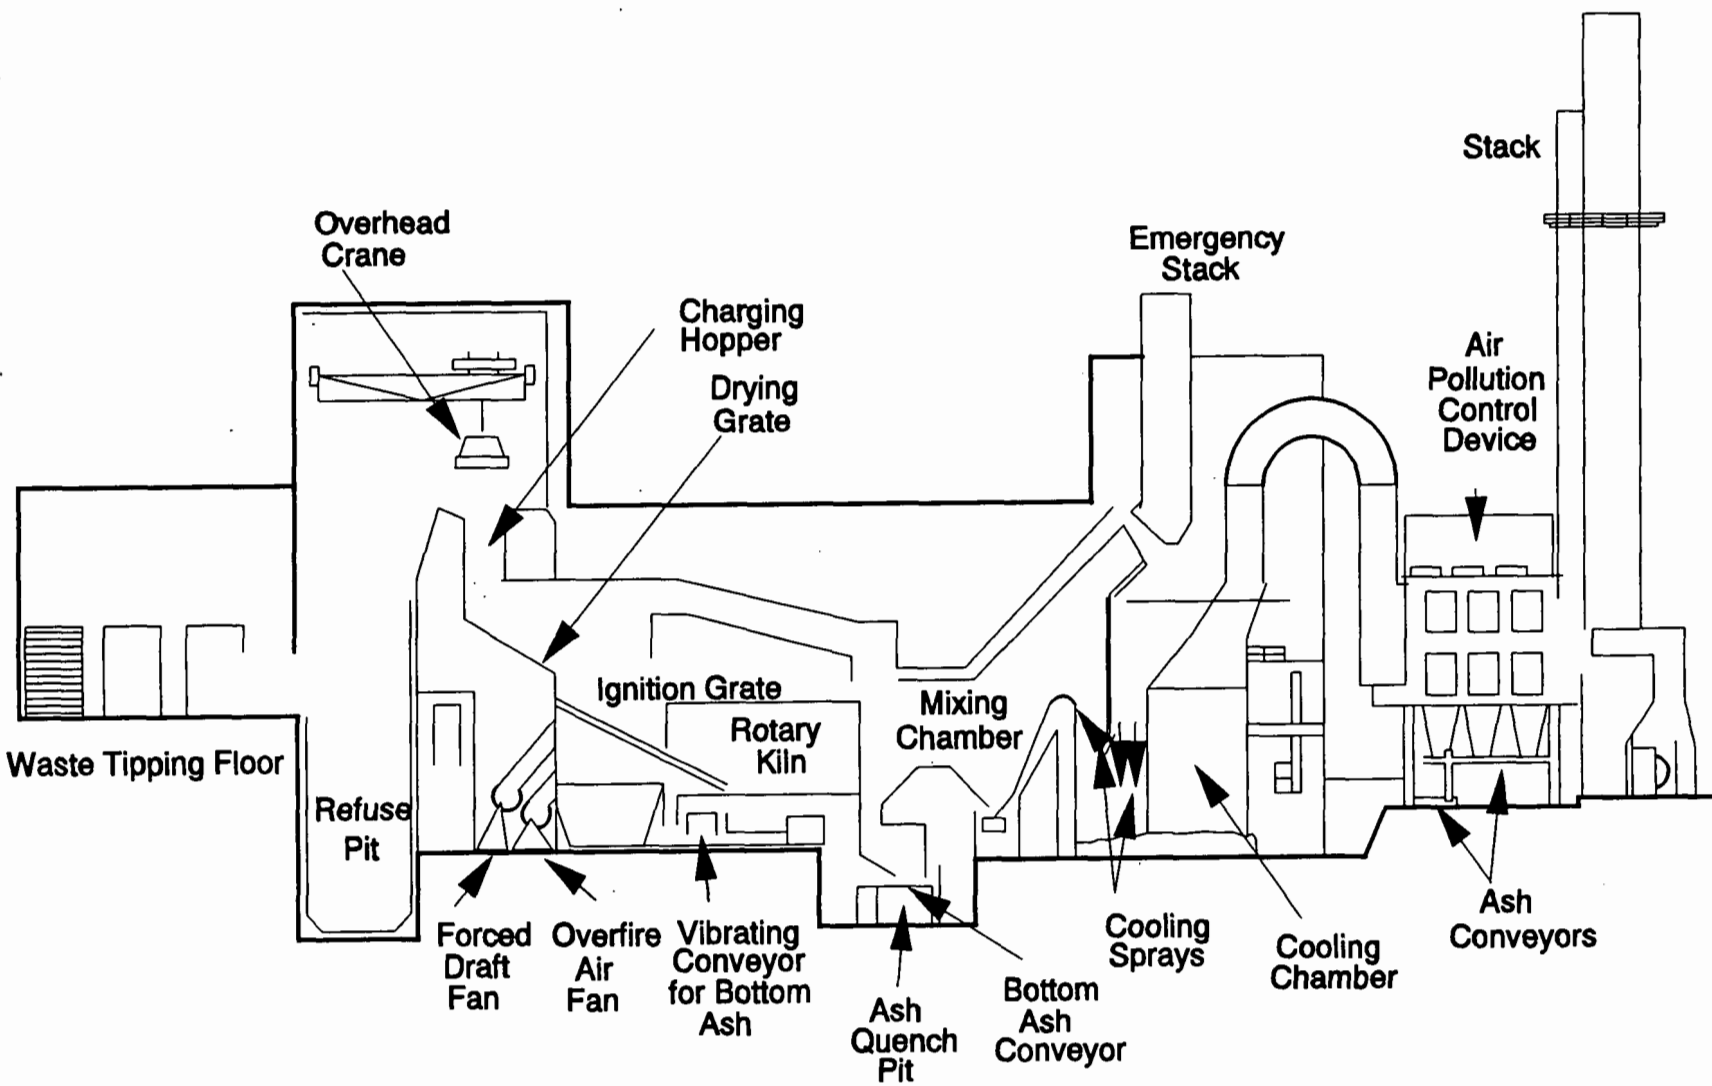 Stack
Overhead
Crane
Emergency
Stack
Charging
Hopper
Drying
Grate
Air
Pollution
Control
Device
Ignition Grate
Rotary
Kiln
Mixing
Chamber
Waste Tipping Floor
Refuse
Pit
Forced
Draft
Fan
Overfire
Air
Fan
Vibrating
Conveyor
for Bottom
Ash
Ash
Quench
Pit
Bottom
Ash
Conveyor
Cooling
Sprays
Cooling
Chamber
Ash
Conveyors